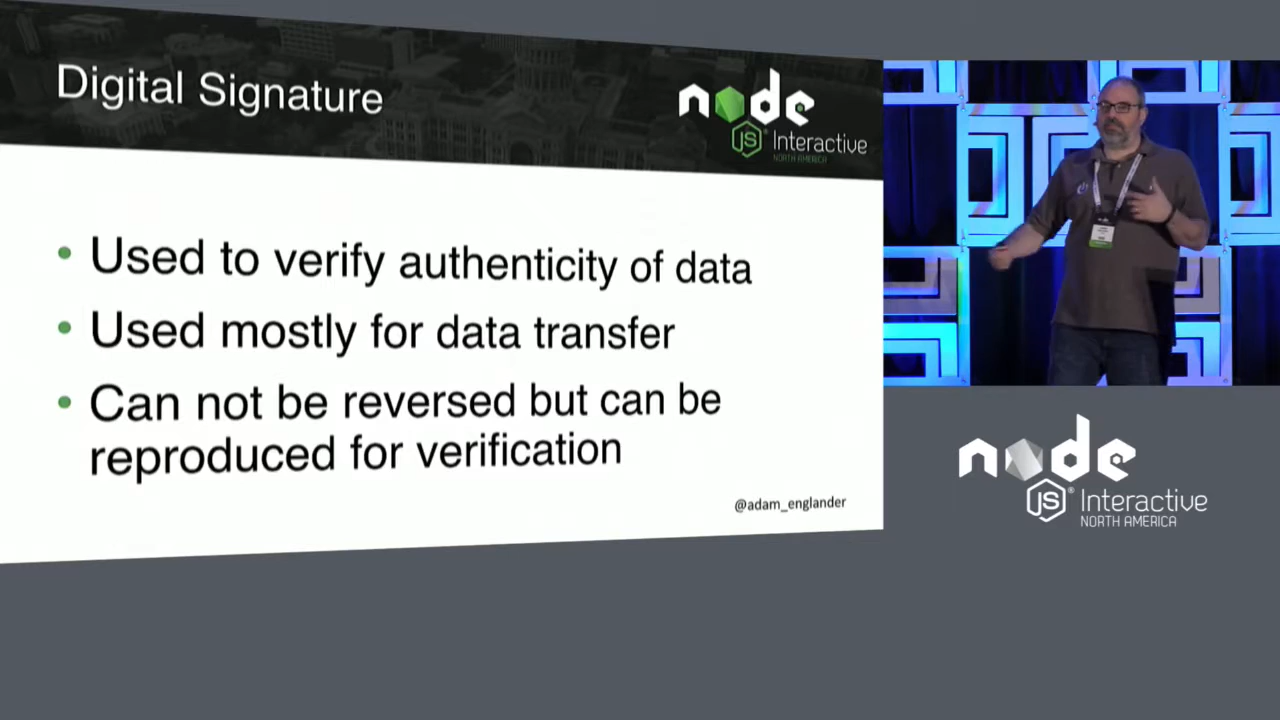 Digital Signature
node
JS Interactive
NORTH AMERICA
• Used to verify authenticity of data
• Used mostly for data transfer
• Can not be reversed but can be
reproduced for verification
@adam_englander
node
JS® Interactive
NORTH AMERICA